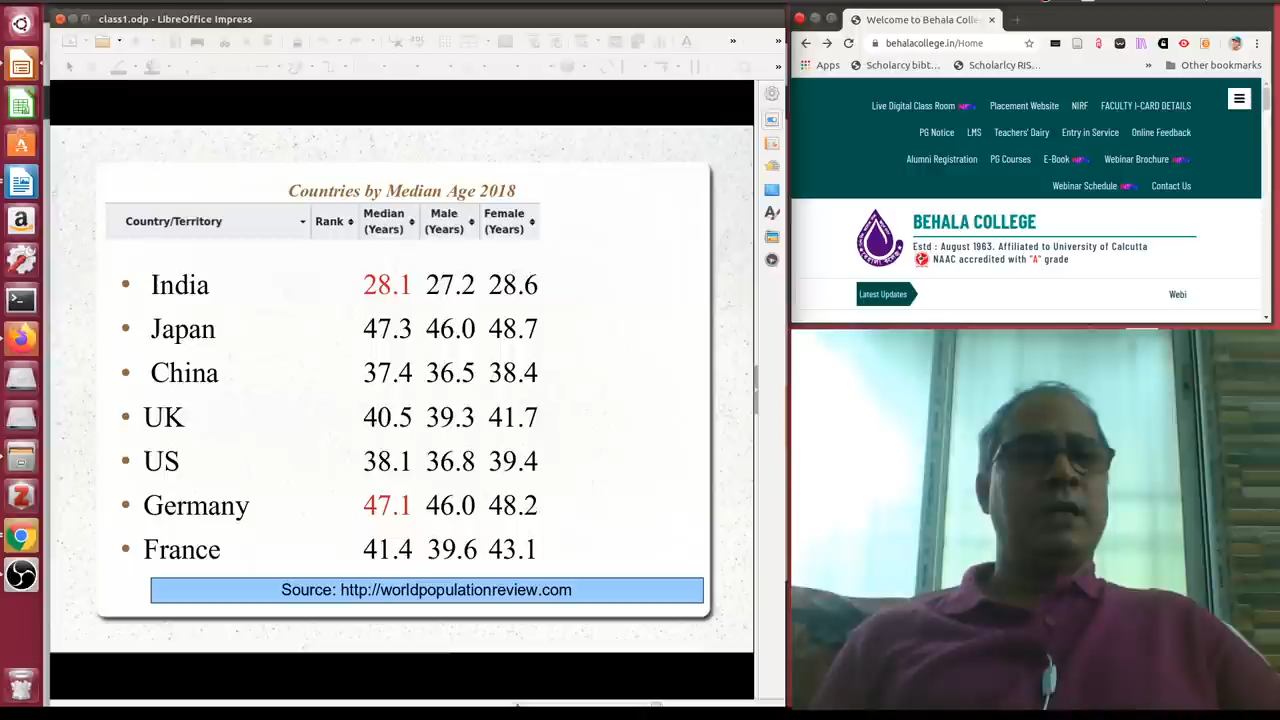 class1.odp - LibreOffice Impress
Countries by Median Age 2018
Country/Territory Rank Median (Years) Male (Years) Female (Years)
India 28.1 27.2 28.6
Japan 47.3 46.0 48.7
China 37.4 36.5 38.4
UK 40.5 39.3 41.7
US 38.1 36.8 39.4
Germany 47.1 46.0 48.2
France 41.4 39.6 43.1
Source: http://worldpopulationreview.com
Welcome to Behala Colle
behalacollege.in/Home
Apps Scholarcy bibt... Scholarlcy RIS... » Other bookmarks
Live Digital Class Room Placement Website NIRF FACULTY I-CARD DETAILS
PG Notice LMS Teachers' Dairy Entry in Service Online Feedback
Alumni Registration PG Courses E-Book Webinar Brochure
Webinar Schedule Contact Us
BEHALA COLLEGE
Estd : August 1963. Affiliated to University of Calcutta
NAAC accredited with "A" grade
Latest Updates Webi